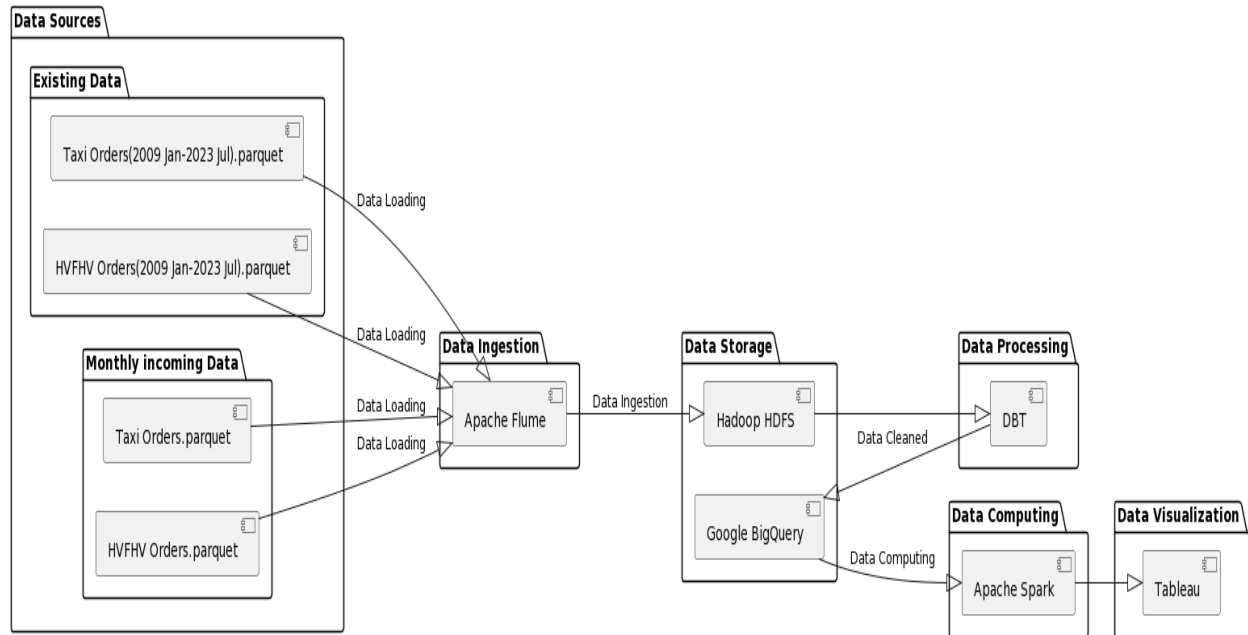 Data Sources
Existing Data
Taxi Orders(2009 Jan-2023 Jul).parquet
Data Loading
HVFHV Orders(2009 Jan-2023 Jul).parquet
Data Loading
Monthly incoming Data
Taxi Orders.parquet
Data Loading
HVFHV Orders.parquet
Data Loading
Data Ingestion
Apache Flume
Data Ingestion
Data Storage
Hadoop HDFS
Google BigQuery
Data Processing
DBT
Data Cleaned
Data Computing
Data Computing
Apache Spark
Data Visualization
Tableau